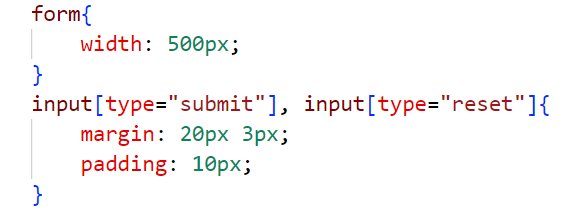 form{
    width: 500px;
}
input[type="submit"], input[type="reset"]{
    margin: 20px 3px;
    padding: 10px;
}